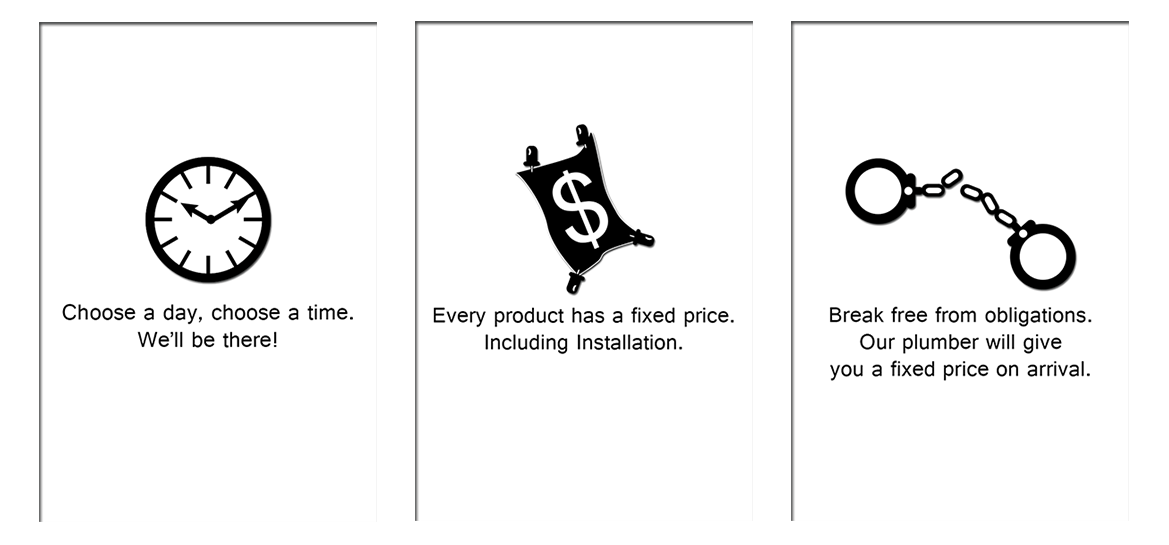 Choose a day, choose a time.
We'll be there!
$
Every product has a fixed price.
Including Installation.
Break free from obligations.
Our plumber will give
you a fixed price on arrival.